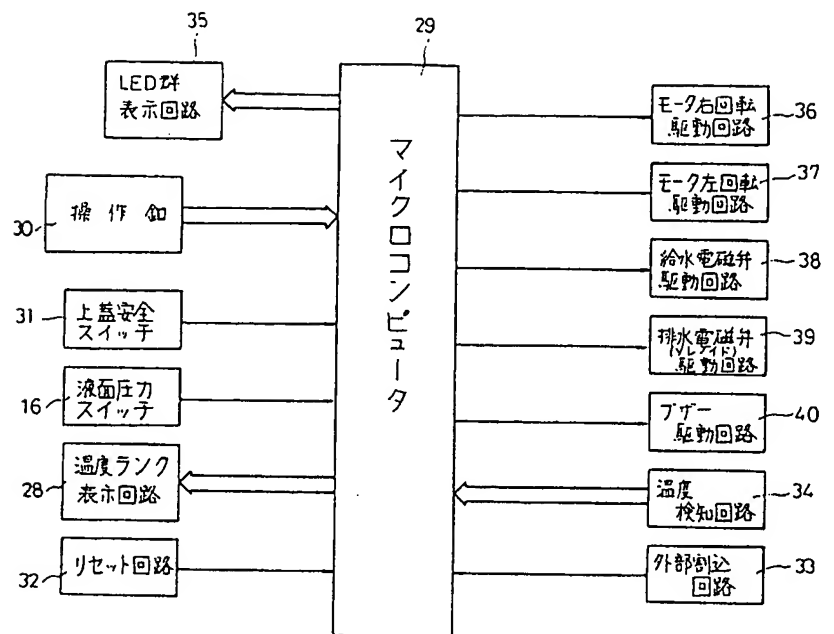 35
LED群
表示回路
29
マイクロコンピュータ
モータ右回転
駆動回路
36
モータ左回転
駆動回路
37
操作釦
30
給水電磁弁
駆動回路
38
31
上蓋安全
スイッチ
排水電磁弁
(ソレノイド)
駆動回路
39
16
液面圧力
スイッチ
ブザー
駆動回路
40
28
温度ランク
表示回路
温度
検知回路
34
32
リセット回路
外部割込
回路
33